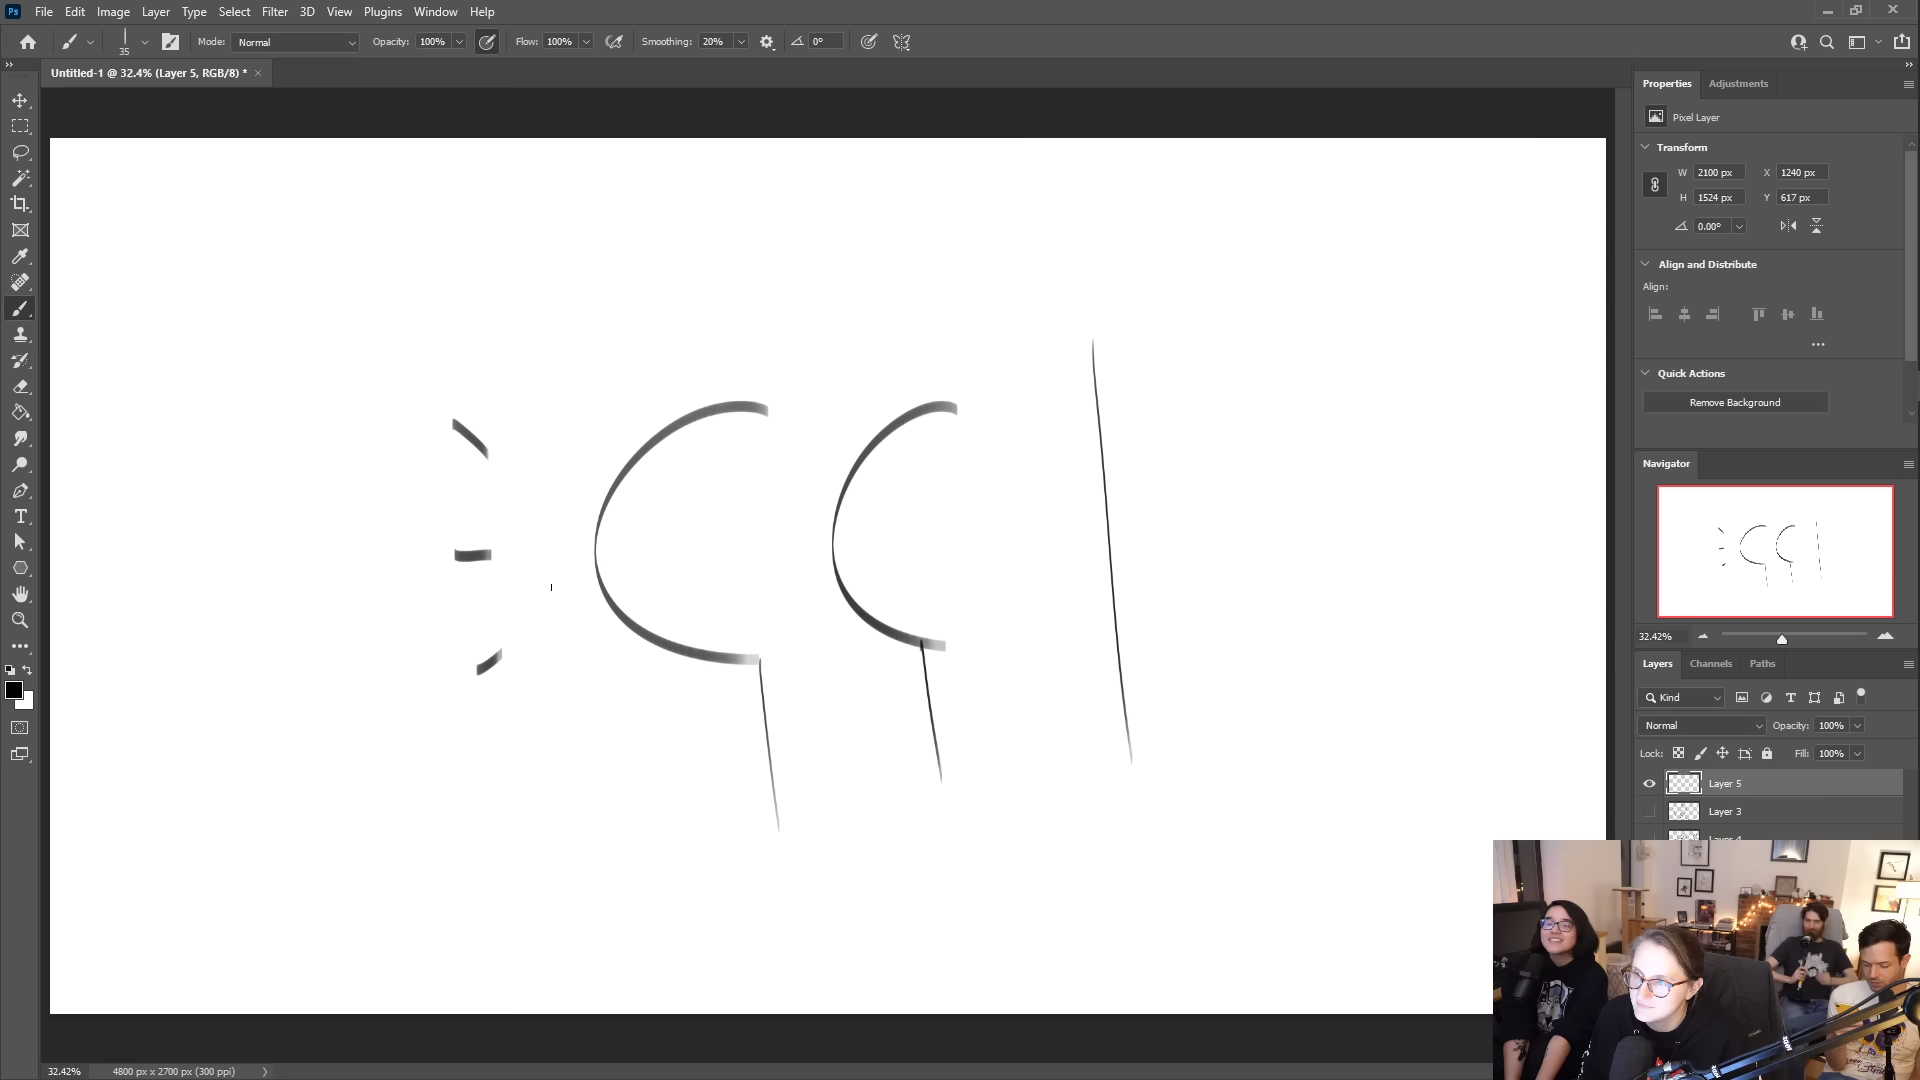 Ps File Edit Image Layer Type Select Filter 3D View Plugins Window Help
35 Mode: Normal Opacity: 100% Flow: 100% Smoothing: 20% 0°
Untitled-1 @ 32.4% (Layer 5, RGB/8) *
Properties Adjustments
Pixel Layer
Transform
W 2100 px X 1240 px
H 1524 px Y 617 px
0.00°
Align and Distribute
Align:
Quick Actions
Remove Background
Navigator
32.42%
Layers Channels Paths
Kind
Normal Opacity: 100%
Lock: Fill: 100%
Layer 5
Layer 3
Layer 4
32.42% 4800 px x 2700 px (300 ppi)